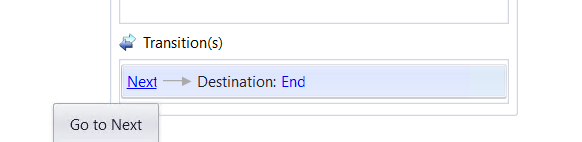 Transition(s)
Next Destination: End
Go to Next